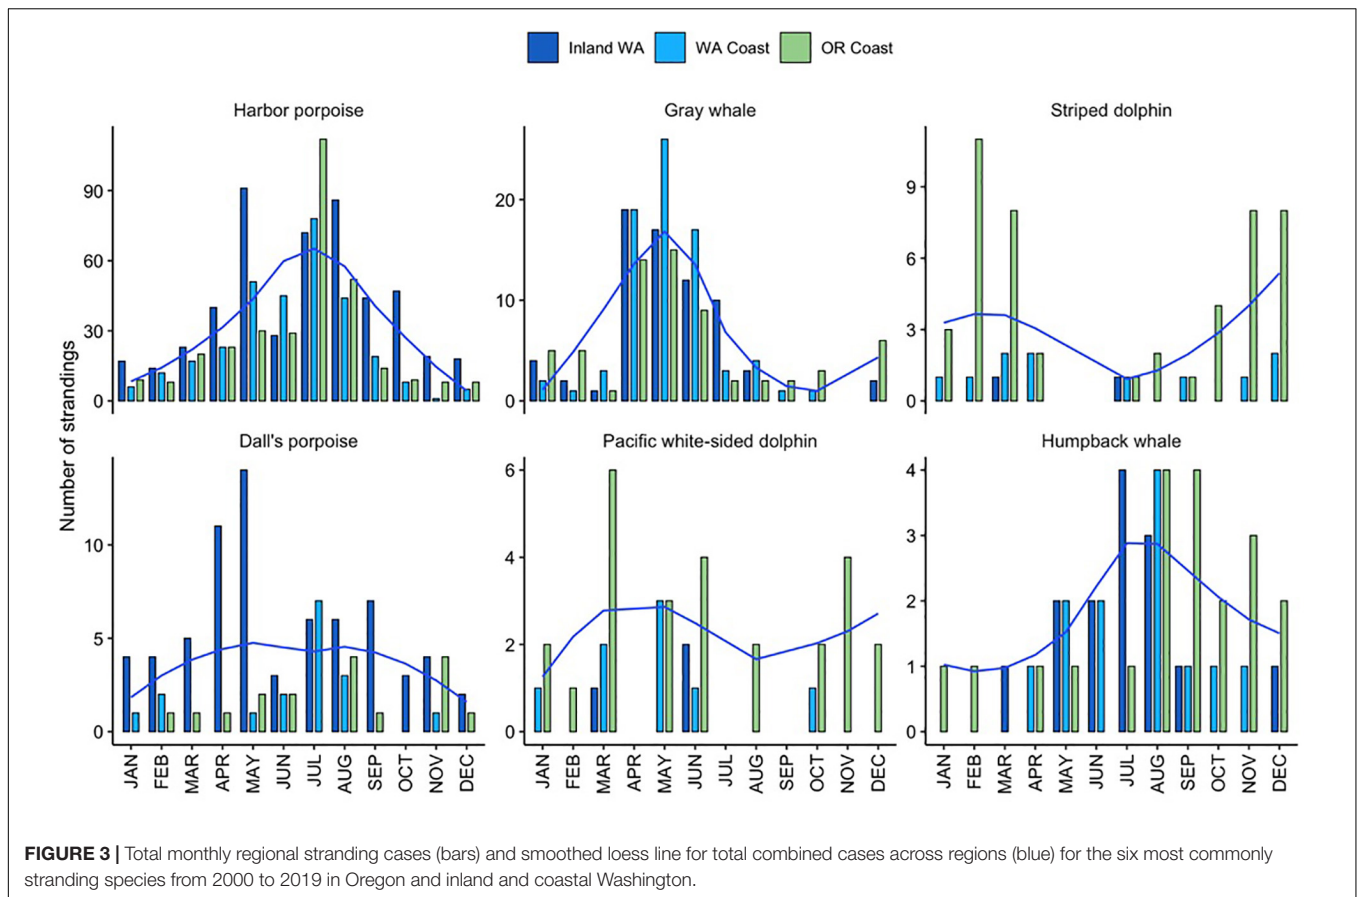 Inland WA WA Coast OR Coast
Harbor porpoise Gray whale Striped dolphin
Number of strandings
90
60
30
0
20
10
0
9
6
3
0
Dall's porpoise Pacific white-sided dolphin Humpback whale
10
5
0
6
4
2
0
4
3
2
1
0
JAN FEB MAR APR MAY JUN JUL AUG SEP OCT NOV DEC
JAN FEB MAR APR MAY JUN JUL AUG SEP OCT NOV DEC
JAN FEB MAR APR MAY JUN JUL AUG SEP OCT NOV DEC
FIGURE 3 | Total monthly regional stranding cases (bars) and smoothed loess line for total combined cases across regions (blue) for the six most commonly
stranding species from 2000 to 2019 in Oregon and inland and coastal Washington.